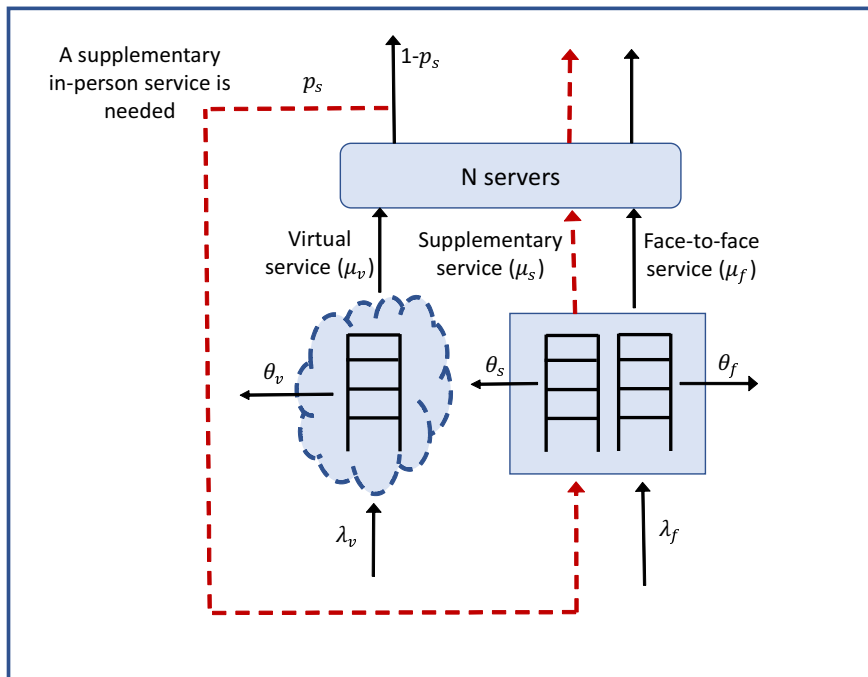 A supplementary
in-person service is
needed
p_s
1-p_s
N servers
Virtual
service (μ_v)
Supplementary
service (μ_s)
Face-to-face
service (μ_f)
θ_v
θ_s
θ_f
λ_v
λ_f